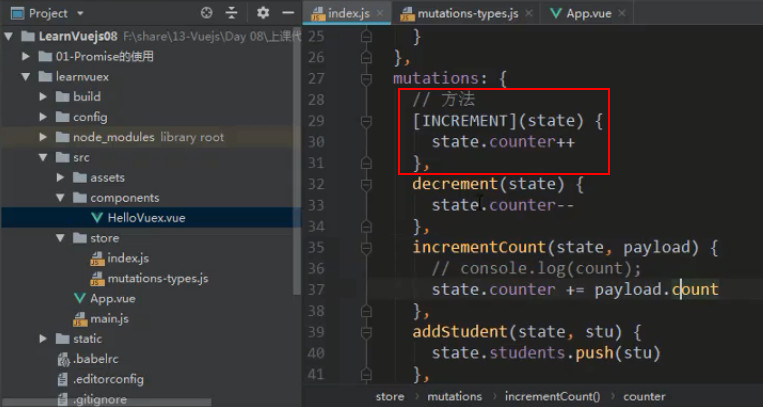 Project
LearnVuejs08 F:\share\13-Vuejs\Day 08\上课代
01-Promise的使用
learnvuex
build
config
node_modules library root
src
assets
components
HelloVuex.vue
store
index.js
mutations-types.js
App.vue
main.js
static
.babelrc
.editorconfig
.gitignore
index.js
mutations-types.js
App.vue
25 }
26 },
27 mutations: {
28 // 方法
29 [INCREMENT](state) {
30 state.counter++
31 },
32 decrement(state) {
33 state.counter--
34 },
35 incrementCount(state, payload) {
36 // console.log(count);
37 state.counter += payload.count
38 },
39 addStudent(state, stu) {
40 state.students.push(stu)
41 },
store › mutations › incrementCount() › counter